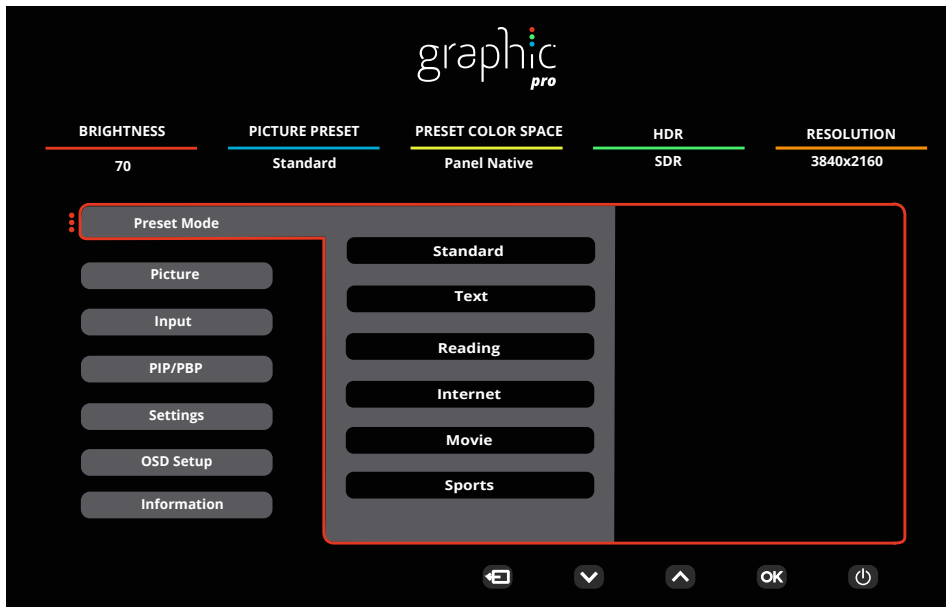 graphic
pro
BRIGHTNESS
70
PICTURE PRESET
Standard
PRESET COLOR SPACE
Panel Native
HDR
SDR
RESOLUTION
3840x2160
Preset Mode
Picture
Input
PIP/PBP
Settings
OSD Setup
Information
Standard
Text
Reading
Internet
Movie
Sports
OK